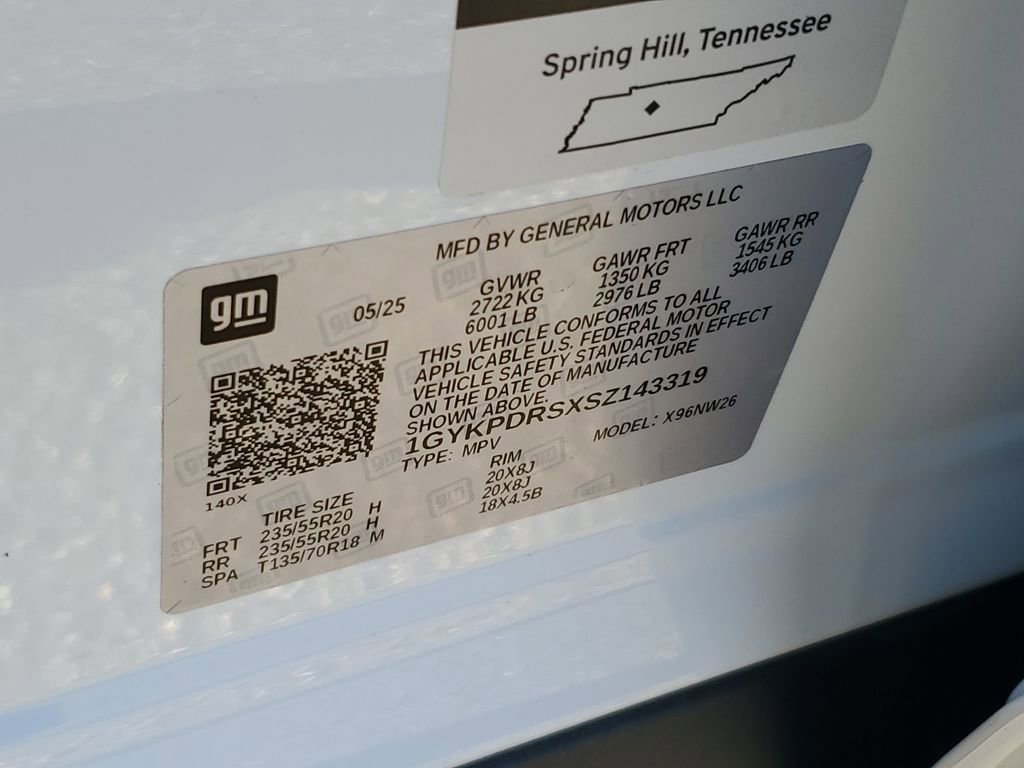 Spring Hill, Tennessee
MFD BY GENERAL MOTORS LLC
gm
05/25
GVWR
2722 KG
6001 LB
GAWR FRT
1350 KG
2976 LB
GAWR RR
1545 KG
3406 LB
THIS VEHICLE CONFORMS TO ALL
APPLICABLE U.S. FEDERAL MOTOR
VEHICLE SAFETY STANDARDS IN EFFECT
ON THE DATE OF MANUFACTURE
SHOWN ABOVE.
1GYKPDRSXSZ143319
TYPE: MPV
MODEL: X96NW26
140X
TIRE SIZE
RIM
FRT 235/55R20 H 20X8J
RR 235/55R20 H 20X8J
SPA T135/70R18 M 18X4.5B